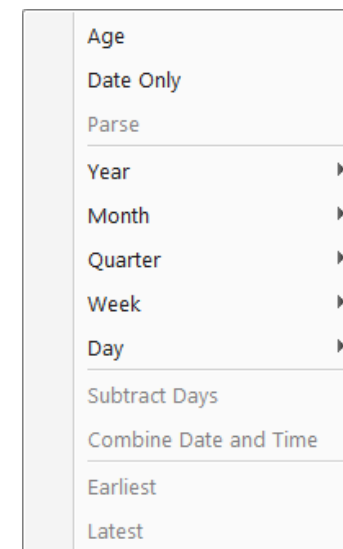 Age
Date Only
Parse
Year
Month
Quarter
Week
Day
Subtract Days
Combine Date and Time
Earliest
Latest